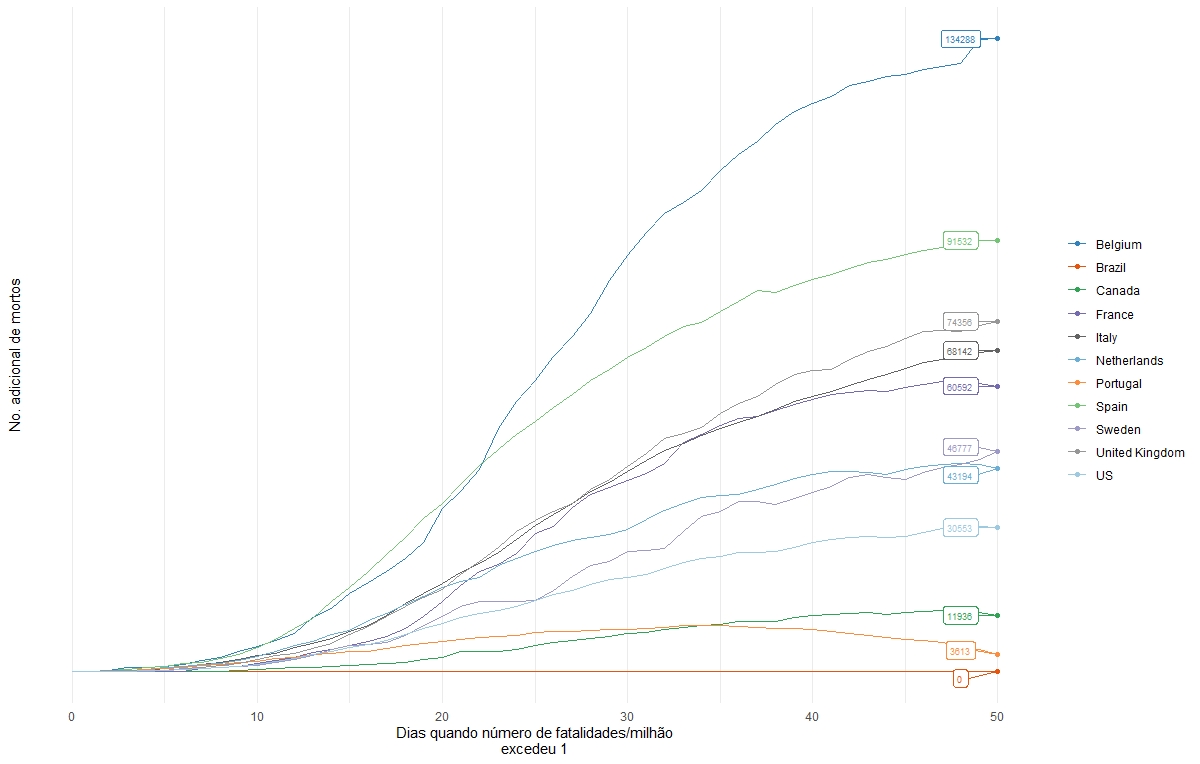 134288
91532
74356
68142
60592
46777
43194
30553
11936
3613
0
No. adicional de mortos
0 10 20 30 40 50
Dias quando número de fatalidades/milhão
excedeu 1
Belgium
Brazil
Canada
France
Italy
Netherlands
Portugal
Spain
Sweden
United Kingdom
US